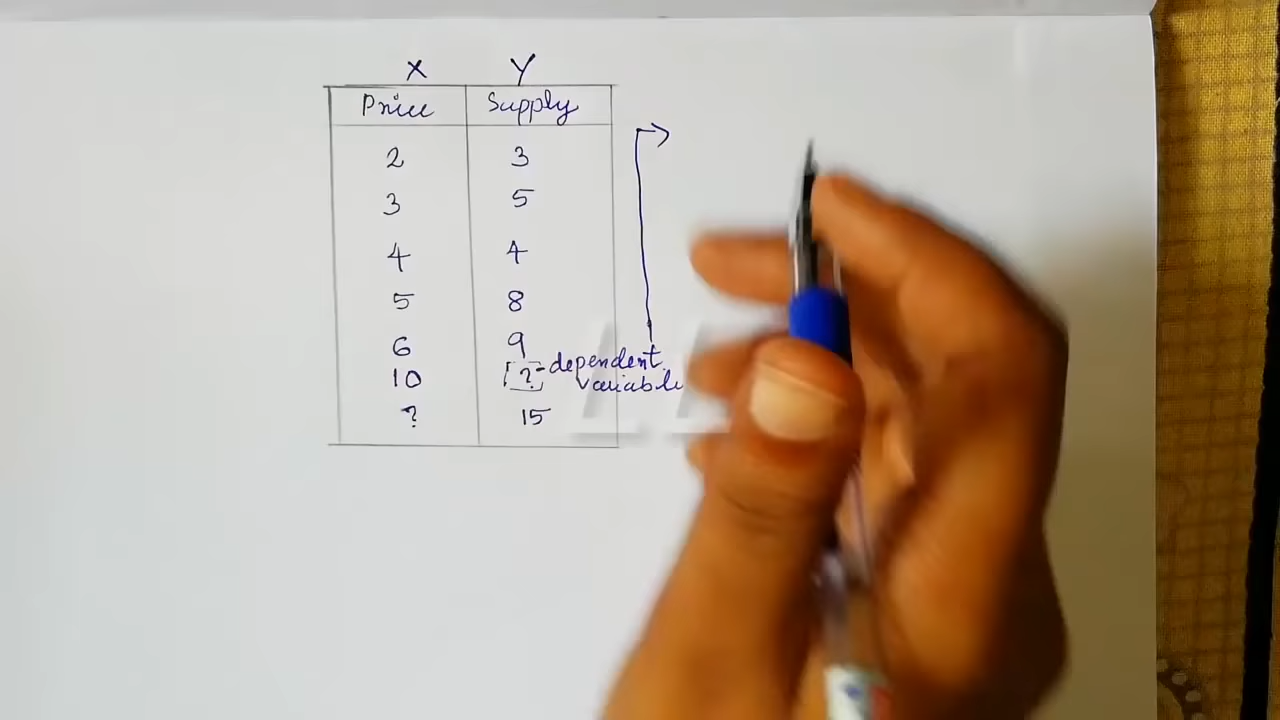 X Y
Price Supply
2 3
3 5
4 4
5 8
6 9
10 ? dependent variable
? 15